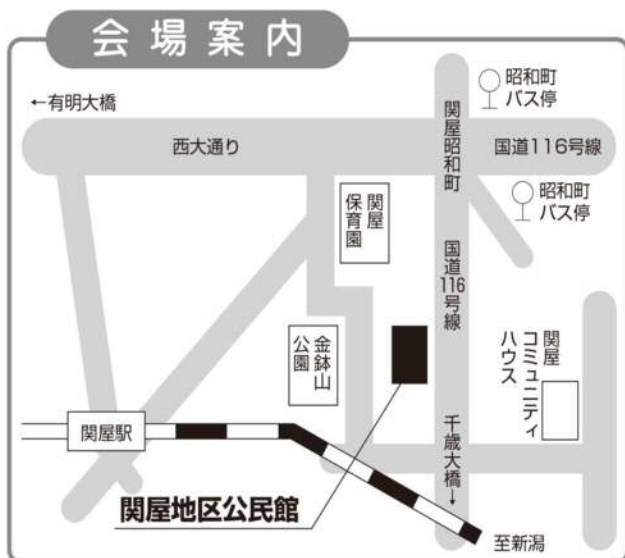 会場案内
←有明大橋
昭和町
バス停
西大通り
関屋昭和町
国道116号線
昭和町
バス停
関屋
保育園
国道116号線
金鉢山
公園
関屋
コミュニティ
ハウス
関屋駅
千歳大橋→
関屋地区公民館
至新潟